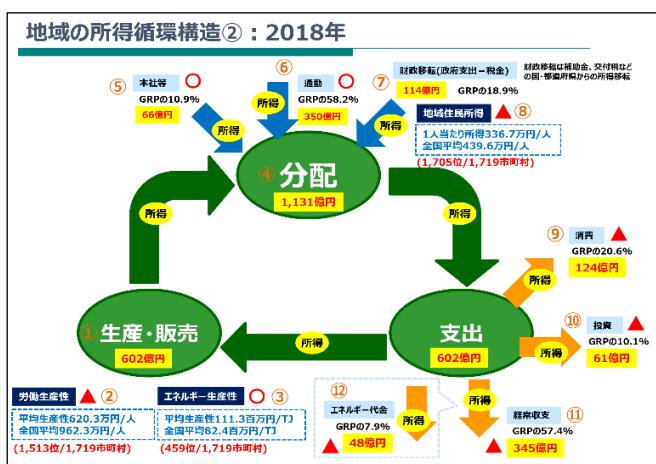 地域の所得循環構造②:2018年
⑤
本社等 ○
GRPの10.9%
66億円
所得
⑥
通勤 ○
GRPの58.2%
350億円
所得
⑦
財政移転(政府支出-税金)
114億円 GRPの18.9%
財政移転は補助金、交付税など
の国・都道府県からの所得移転
所得
地域住民所得 ▲ ⑧
1人当たり所得336.7万円/人
全国平均439.6万円/人
(1,705位/1,719市町村)
④ 分配
1,131億円
所得
所得
⑨
消費 ▲
GRPの20.6%
124億円
所得
① 生産・販売
602億円
所得
支出
602億円
⑩
投資 ▲
GRPの10.1%
61億円
所得
労働生産性 ▲ ②
平均生産性620.3万円/人
全国平均962.3万円/人
(1,513位/1,719市町村)
エネルギー生産性 ○ ③
平均生産性111.3百万円/TJ
全国平均82.4百万円/TJ
(459位/1,719市町村)
⑫
エネルギー代金
GRPの7.9%
▲ 48億円
所得
所得
経常収支 ⑪
GRPの57.4%
▲ 345億円